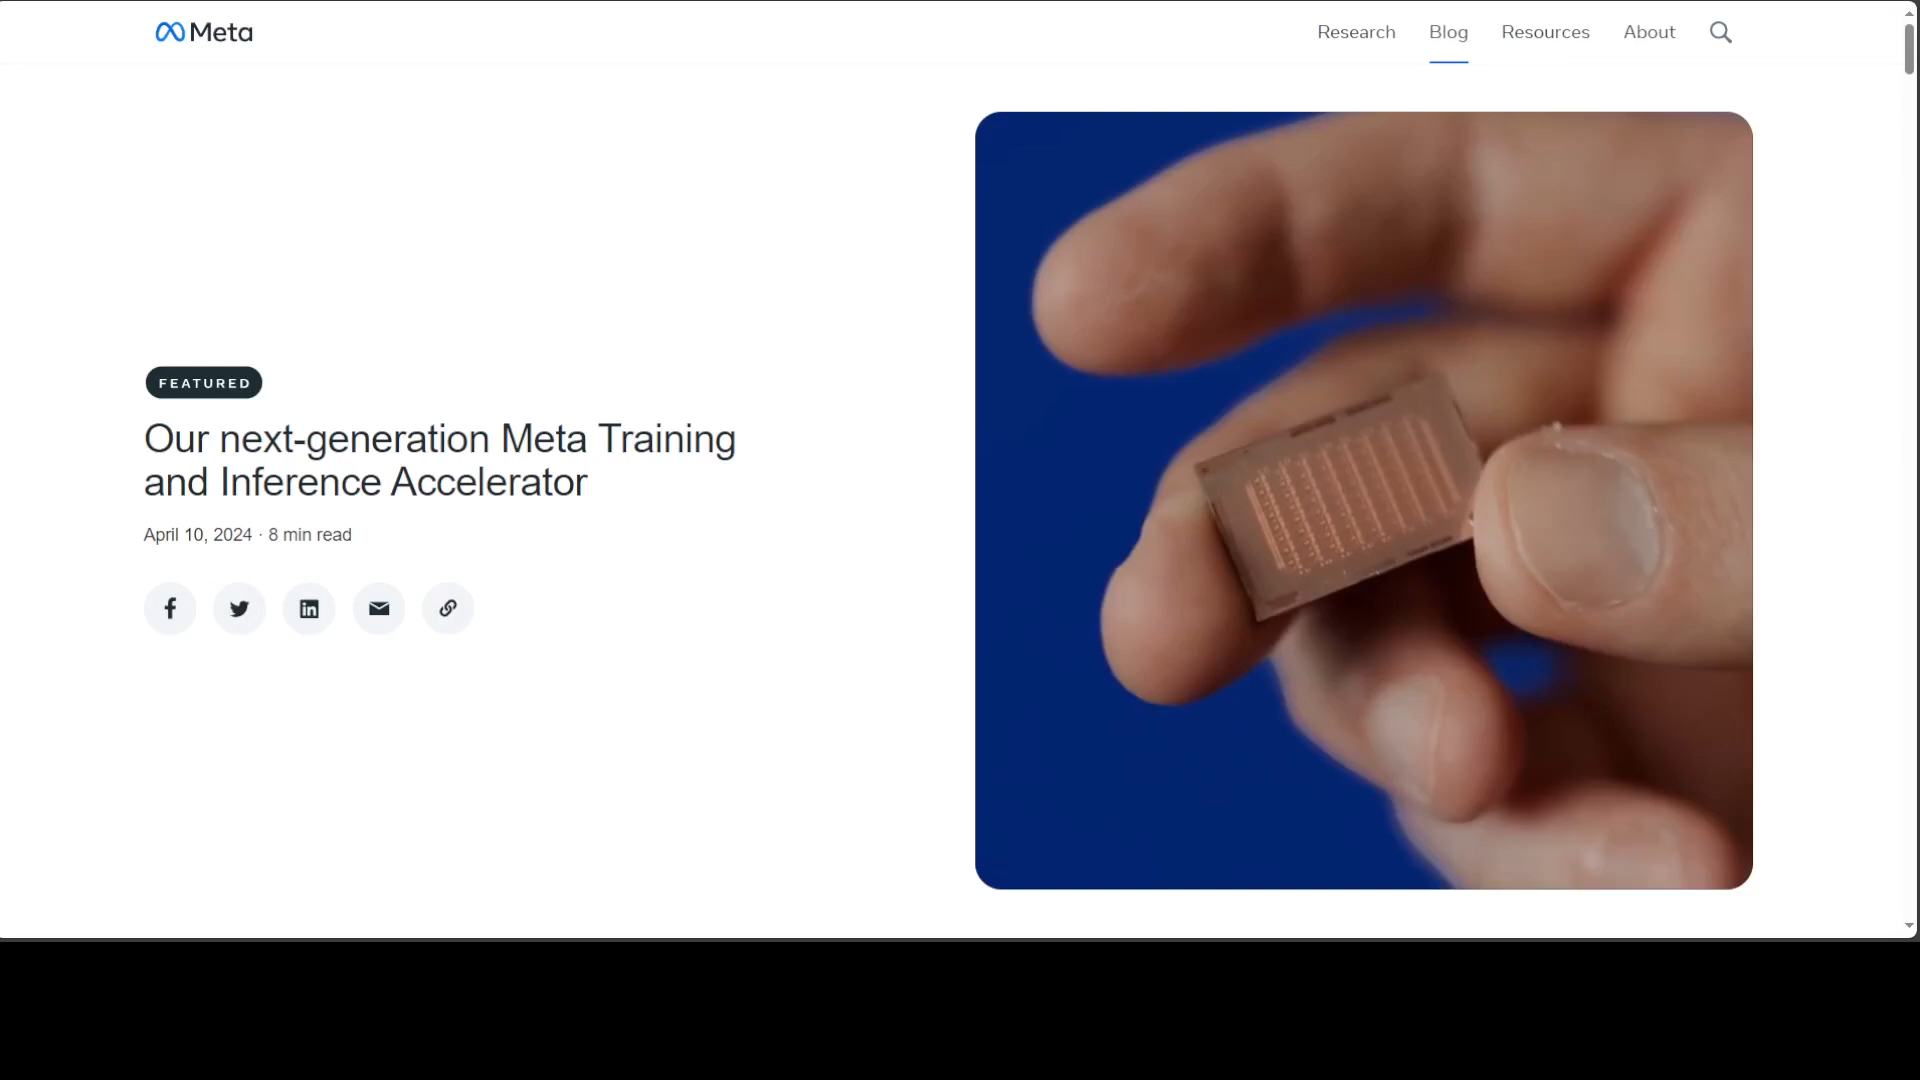 Meta
Research Blog Resources About
FEATURED
Our next-generation Meta Training
and Inference Accelerator
April 10, 2024 · 8 min read